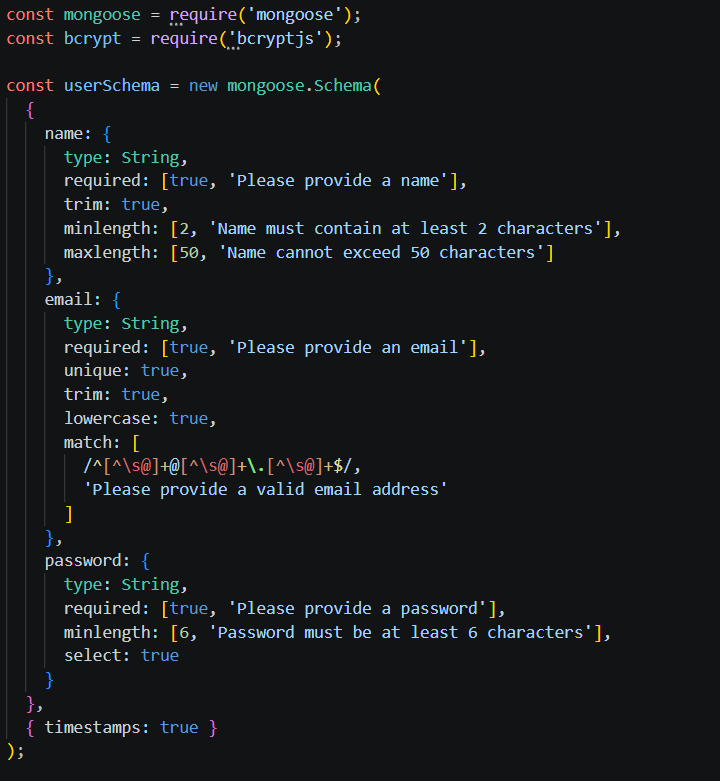 const mongoose = require('mongoose');
const bcrypt = require('bcryptjs');

const userSchema = new mongoose.Schema(
  {
    name: {
      type: String,
      required: [true, 'Please provide a name'],
      trim: true,
      minlength: [2, 'Name must contain at least 2 characters'],
      maxlength: [50, 'Name cannot exceed 50 characters']
    },
    email: {
      type: String,
      required: [true, 'Please provide an email'],
      unique: true,
      trim: true,
      lowercase: true,
      match: [
        /^[^\s@]+@[^\s@]+\.[^\s@]+$/,
        'Please provide a valid email address'
      ]
    },
    password: {
      type: String,
      required: [true, 'Please provide a password'],
      minlength: [6, 'Password must be at least 6 characters'],
      select: true
    }
  },
  { timestamps: true }
);